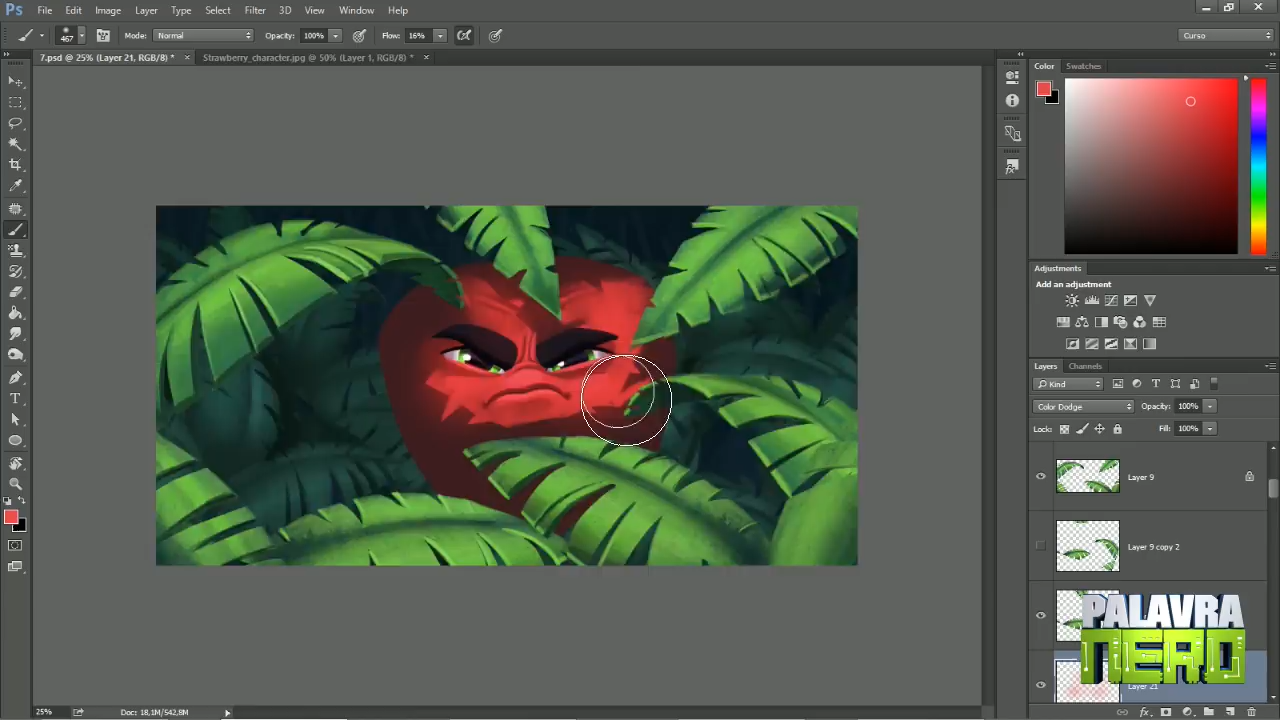 Ps File Edit Image Layer Type Select Filter 3D View Window Help
467 Mode: Normal Opacity: 100% Flow: 16% Curso
7.psd @ 25% (Layer 21, RGB/8) * × Strawberry_character.jpg @ 50% (Layer 1, RGB/8) * ×
Color Swatches
Adjustments
Add an adjustment
Layers Channels
Kind
Color Dodge Opacity: 100%
Lock: Fill: 100%
Layer 9
Layer 9 copy 2
PALAVRA
NERD
Layer 21
25% Doc: 18,1M/542,8M